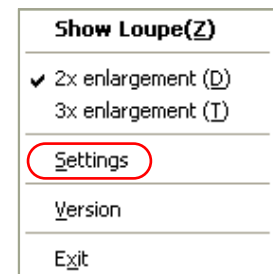 Show Loupe(Z)
2x enlargement (D)
3x enlargement (T)
Settings
Version
Exit